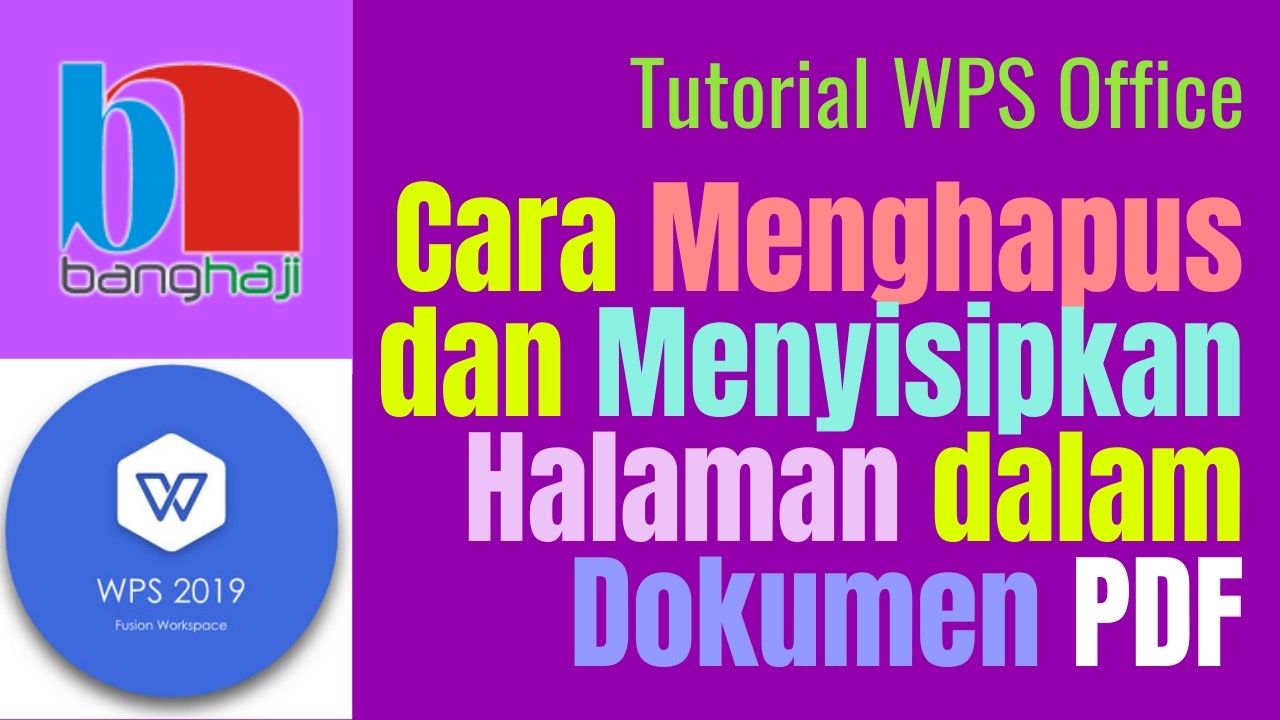 banghaji
WPS 2019
Fusion Workspace
Tutorial WPS Office
Cara Menghapus
dan Menyisipkan
Halaman dalam
Dokumen PDF